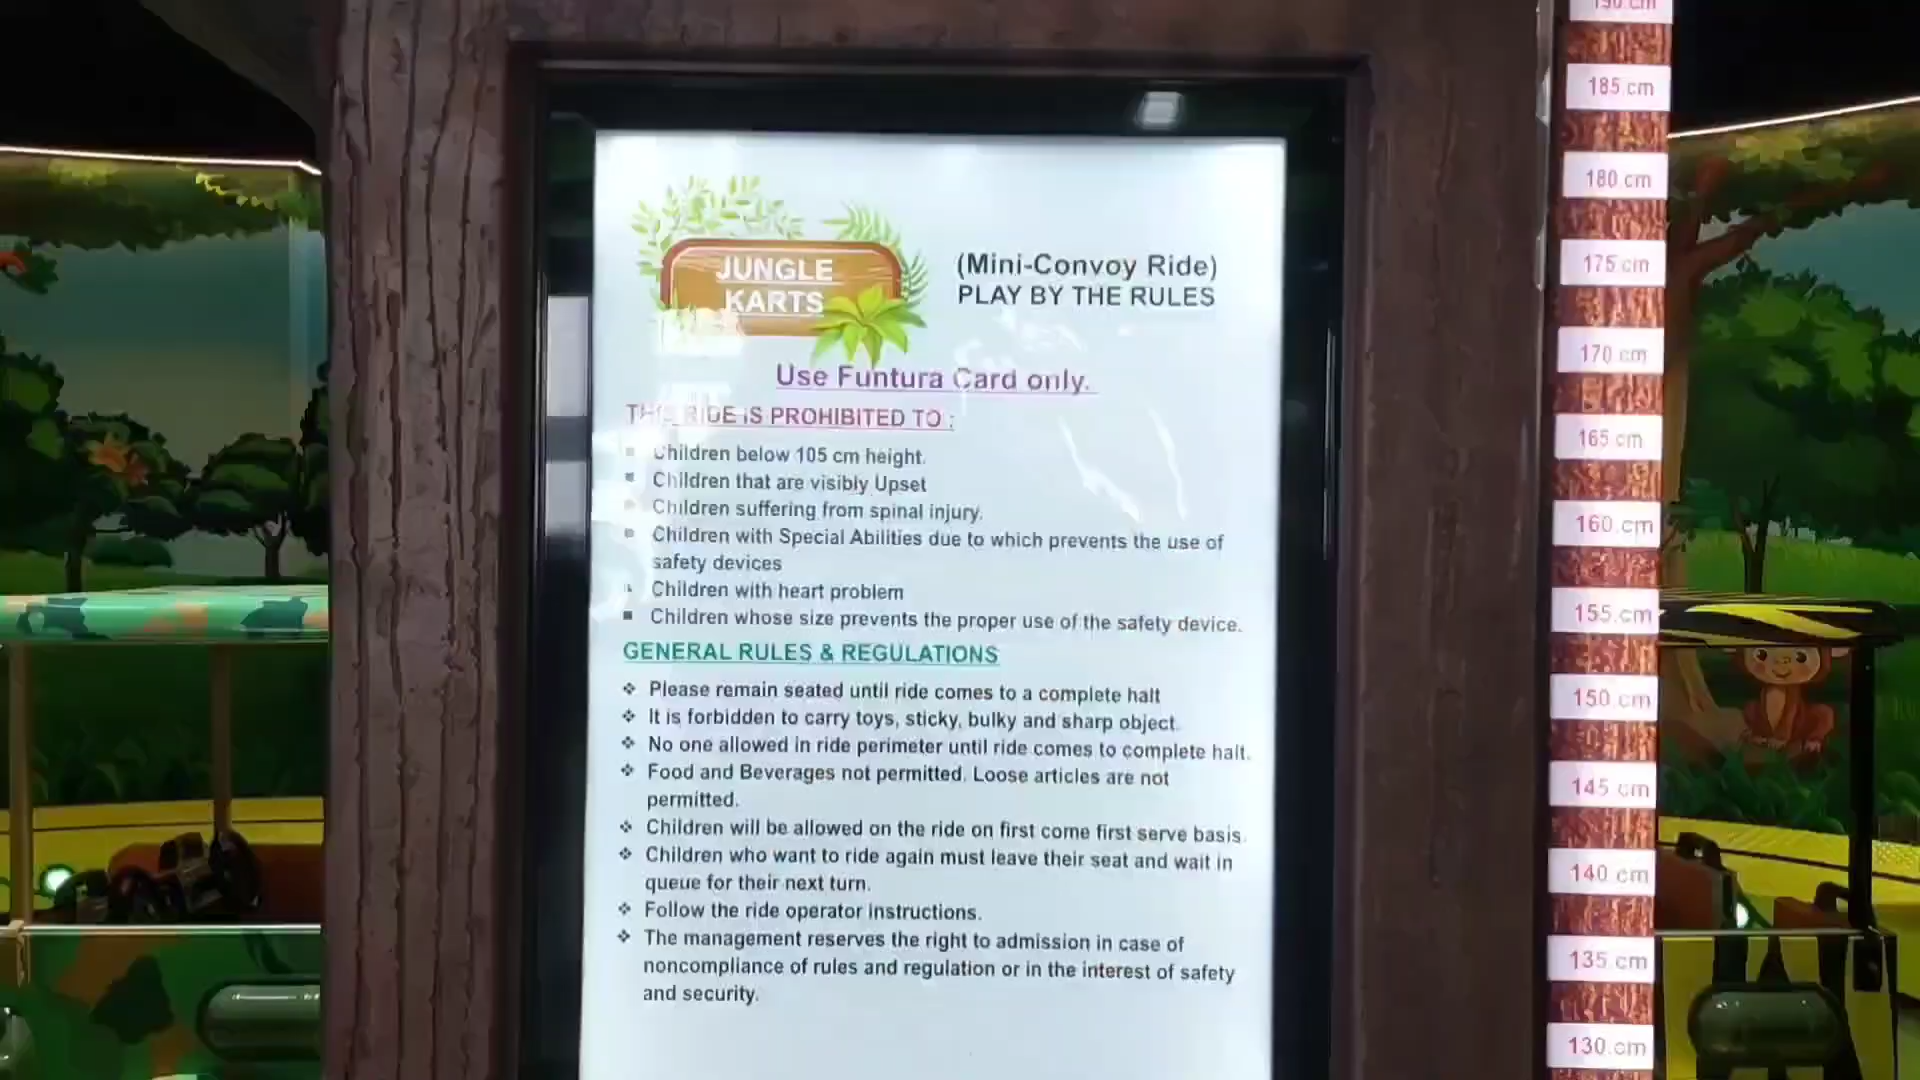 JUNGLE
KARTS
(Mini-Convoy Ride)
PLAY BY THE RULES
Use Funtura Card only.
THIS RIDE IS PROHIBITED TO :
Children below 105 cm height.
Children that are visibly Upset
Children suffering from spinal injury.
Children with Special Abilities due to which prevents the use of
safety devices
Children with heart problem
Children whose size prevents the proper use of the safety device.
GENERAL RULES & REGULATIONS
Please remain seated until ride comes to a complete halt
It is forbidden to carry toys, sticky, bulky and sharp object.
No one allowed in ride perimeter until ride comes to complete halt.
Food and Beverages not permitted. Loose articles are not
permitted.
Children will be allowed on the ride on first come first serve basis.
Children who want to ride again must leave their seat and wait in
queue for their next turn.
Follow the ride operator instructions.
The management reserves the right to admission in case of
noncompliance of rules and regulation or in the interest of safety
and security.
190 cm
185 cm
180 cm
175 cm
170 cm
165 cm
160 cm
155 cm
150 cm
145 cm
140 cm
135 cm
130 cm